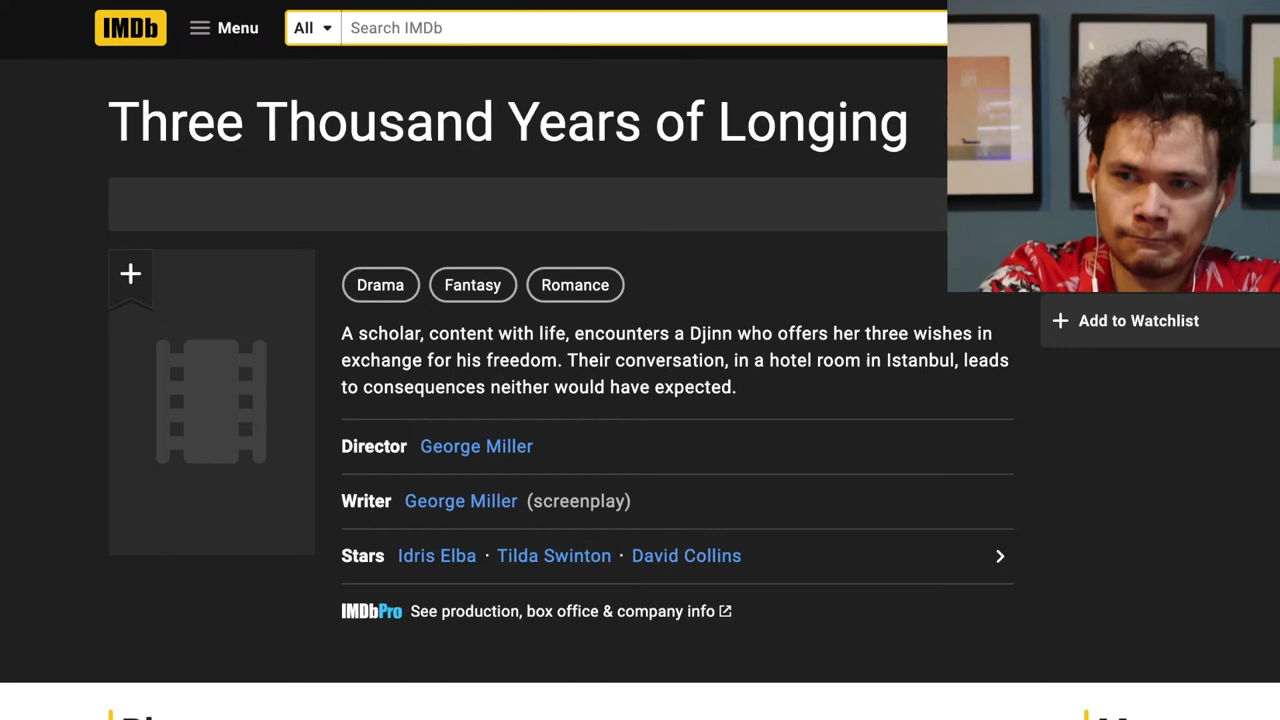 IMDb Menu All Search IMDb
Three Thousand Years of Longing
Drama Fantasy Romance
A scholar, content with life, encounters a Djinn who offers her three wishes in
exchange for his freedom. Their conversation, in a hotel room in Istanbul, leads
to consequences neither would have expected.
Add to Watchlist
Director George Miller
Writer George Miller (screenplay)
Stars Idris Elba · Tilda Swinton · David Collins
IMDbPro See production, box office & company info